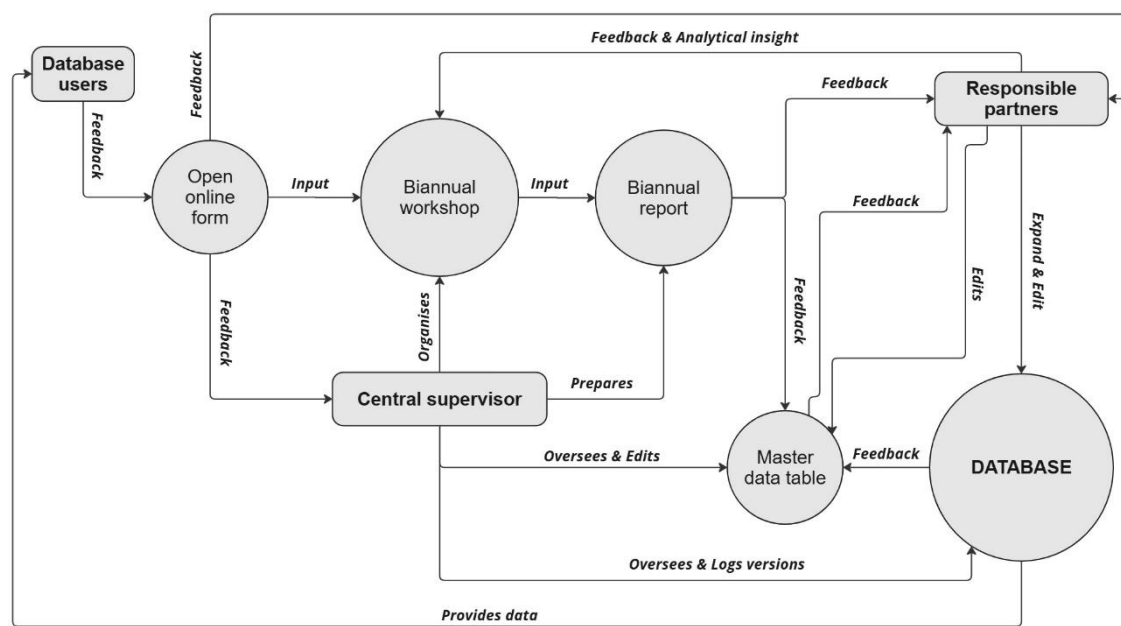 Feedback & Analytical insight
Database
users
Feedback
Feedback
Responsible
partners
Feedback
Open
online
form
Input
Biannual
workshop
Input
Biannual
report
Feedback
Expand & Edit
Edits
Feedback
Feedback
Organises
Central supervisor
Prepares
Oversees & Edits
Master
data table
Feedback
DATABASE
Oversees & Logs versions
Provides data